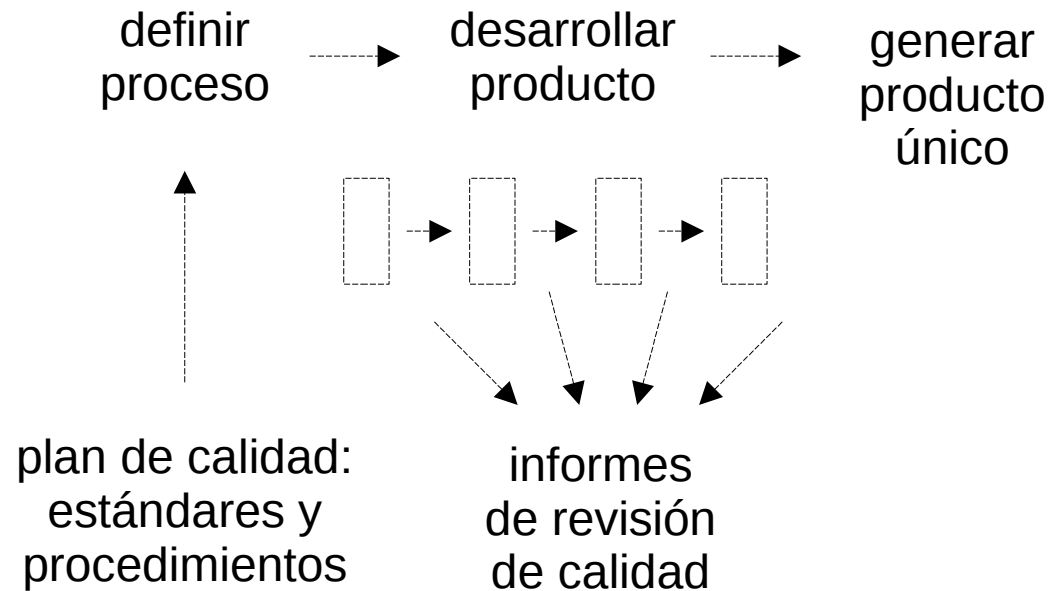 definir
proceso
desarrollar
producto
generar
producto
único
plan de calidad:
estándares y
procedimientos
informes
de revisión
de calidad